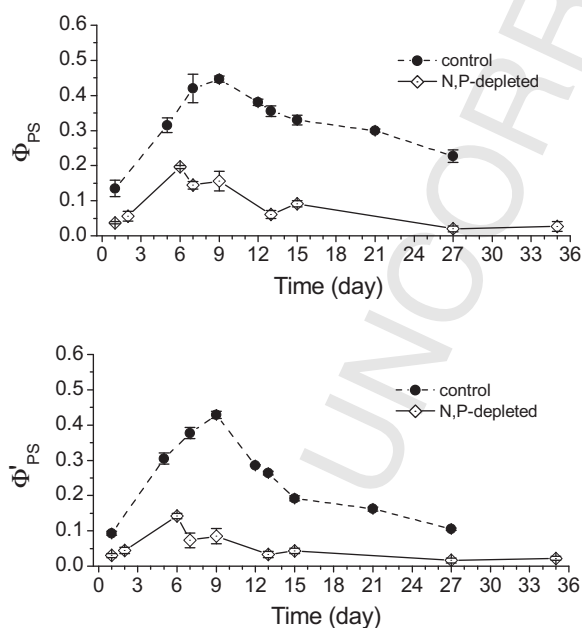 0.6
0.5
0.4
0.3
0.2
0.1
0.0
Φ_PS
control
N,P-depleted
0 3 6 9 12 15 18 21 24 27 30 33 36
Time (day)
0.6
0.5
0.4
0.3
0.2
0.1
0.0
Φ'_PS
control
N,P-depleted
0 3 6 9 12 15 18 21 24 27 30 33 36
Time (day)
UNCORR